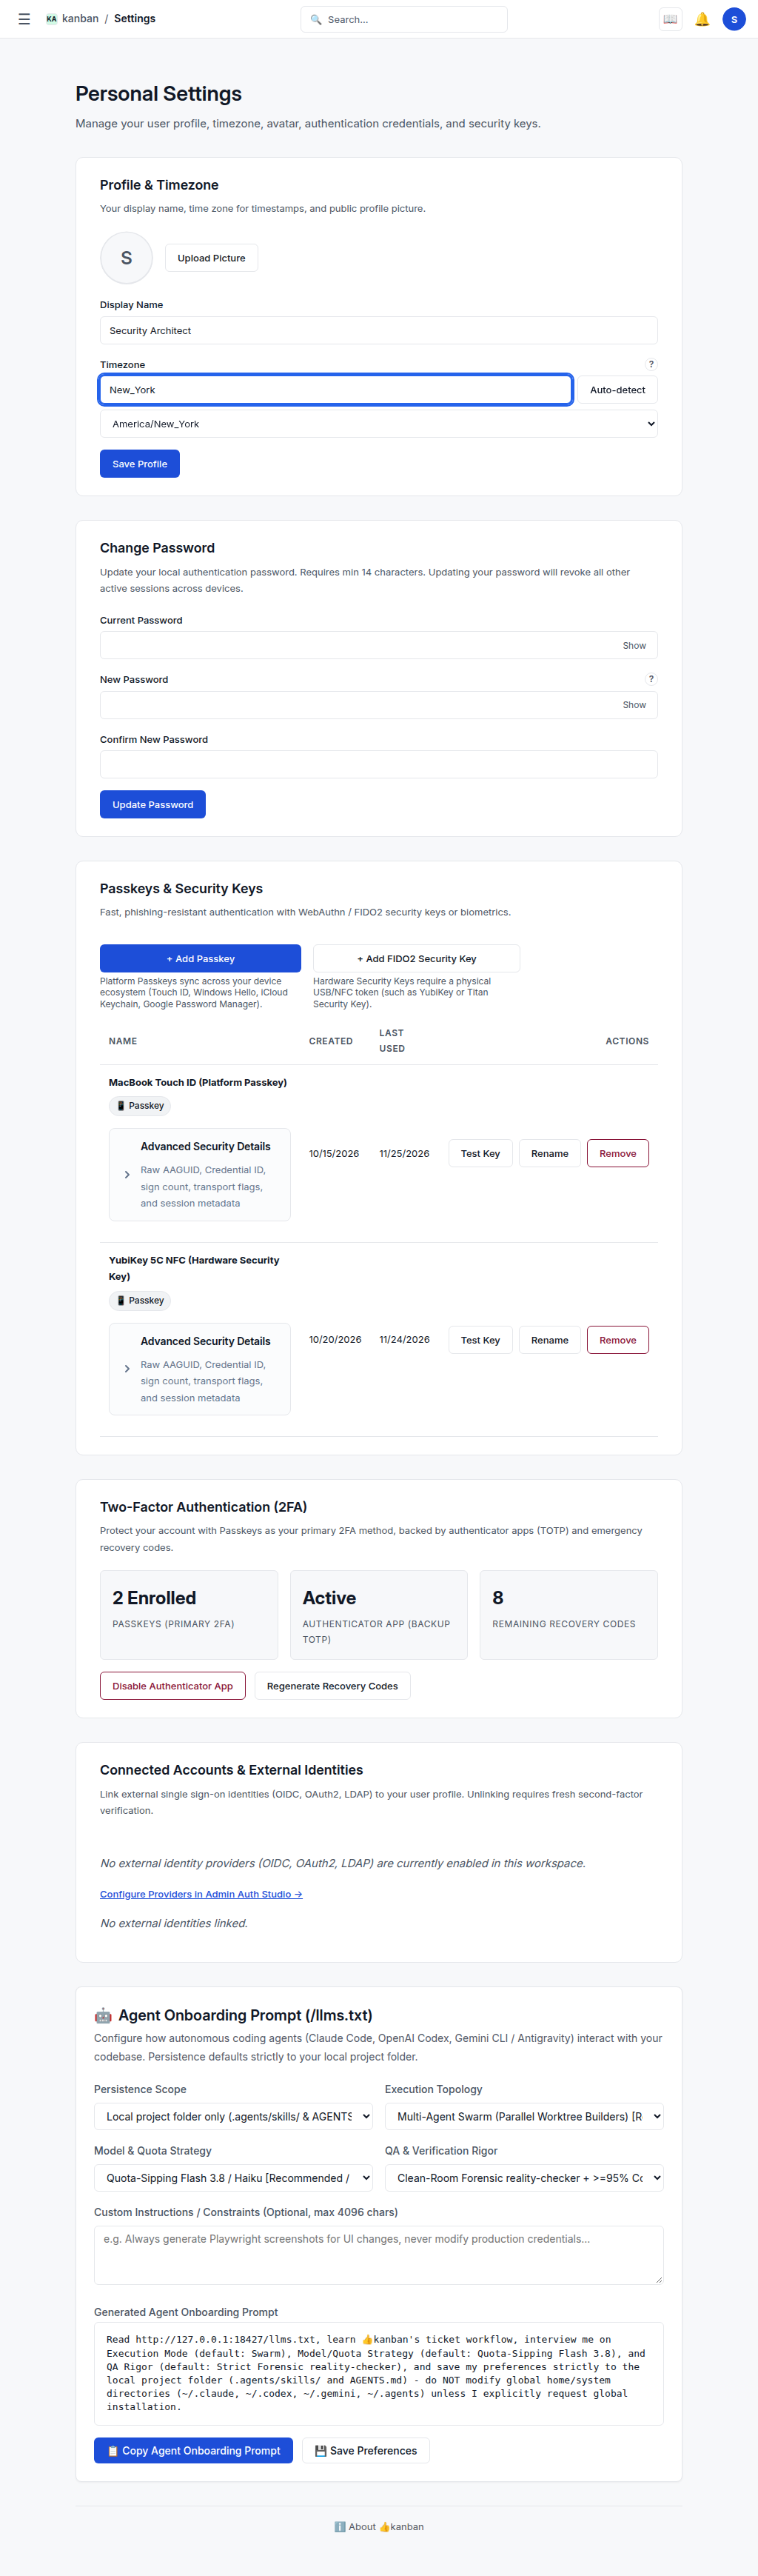 ☰ KA kanban / Settings 🔍 Search... 📖 🔔 S
Personal Settings
Manage your user profile, timezone, avatar, authentication credentials, and security keys.
Profile & Timezone
Your display name, time zone for timestamps, and public profile picture.
S Upload Picture
Display Name
Security Architect
Timezone ?
New_York Auto-detect
America/New_York
Save Profile
Change Password
Update your local authentication password. Requires min 14 characters. Updating your password will revoke all other
active sessions across devices.
Current Password
Show
New Password ?
Show
Confirm New Password
Update Password
Passkeys & Security Keys
Fast, phishing-resistant authentication with WebAuthn / FIDO2 security keys or biometrics.
+ Add Passkey
Platform Passkeys sync across your device
ecosystem (Touch ID, Windows Hello, iCloud
Keychain, Google Password Manager).
+ Add FIDO2 Security Key
Hardware Security Keys require a physical
USB/NFC token (such as YubiKey or Titan
Security Key).
NAME CREATED LAST USED ACTIONS
MacBook Touch ID (Platform Passkey)
📱 Passkey
Advanced Security Details
Raw AAGUID, Credential ID,
sign count, transport flags,
and session metadata
10/15/2026 11/25/2026 Test Key Rename Remove
YubiKey 5C NFC (Hardware Security
Key)
📱 Passkey
Advanced Security Details
Raw AAGUID, Credential ID,
sign count, transport flags,
and session metadata
10/20/2026 11/24/2026 Test Key Rename Remove
Two-Factor Authentication (2FA)
Protect your account with Passkeys as your primary 2FA method, backed by authenticator apps (TOTP) and emergency
recovery codes.
2 Enrolled
PASSKEYS (PRIMARY 2FA)
Active
AUTHENTICATOR APP (BACKUP
TOTP)
8
REMAINING RECOVERY CODES
Disable Authenticator App Regenerate Recovery Codes
Connected Accounts & External Identities
Link external single sign-on identities (OIDC, OAuth2, LDAP) to your user profile. Unlinking requires fresh second-factor
verification.
No external identity providers (OIDC, OAuth2, LDAP) are currently enabled in this workspace.
Configure Providers in Admin Auth Studio →
No external identities linked.
🤖 Agent Onboarding Prompt (/llms.txt)
Configure how autonomous coding agents (Claude Code, OpenAI Codex, Gemini CLI / Antigravity) interact with your
codebase. Persistence defaults strictly to your local project folder.
Persistence Scope Execution Topology
Local project folder only (.agents/skills/ & AGENTS Multi-Agent Swarm (Parallel Worktree Builders) [R
Model & Quota Strategy QA & Verification Rigor
Quota-Sipping Flash 3.8 / Haiku [Recommended / Clean-Room Forensic reality-checker + >=95% Co
Custom Instructions / Constraints (Optional, max 4096 chars)
e.g. Always generate Playwright screenshots for UI changes, never modify production credentials...
Generated Agent Onboarding Prompt
Read http://127.0.0.1:18427/llms.txt, learn 👍kanban's ticket workflow, interview me on
Execution Mode (default: Swarm), Model/Quota Strategy (default: Quota-Sipping Flash 3.8), and
QA Rigor (default: Strict Forensic reality-checker), and save my preferences strictly to the
local project folder (.agents/skills/ and AGENTS.md) - do NOT modify global home/system
directories (~/.claude, ~/.codex, ~/.gemini, ~/.agents) unless I explicitly request global
installation.
📋 Copy Agent Onboarding Prompt 💾 Save Preferences
ℹ️ About 👍kanban